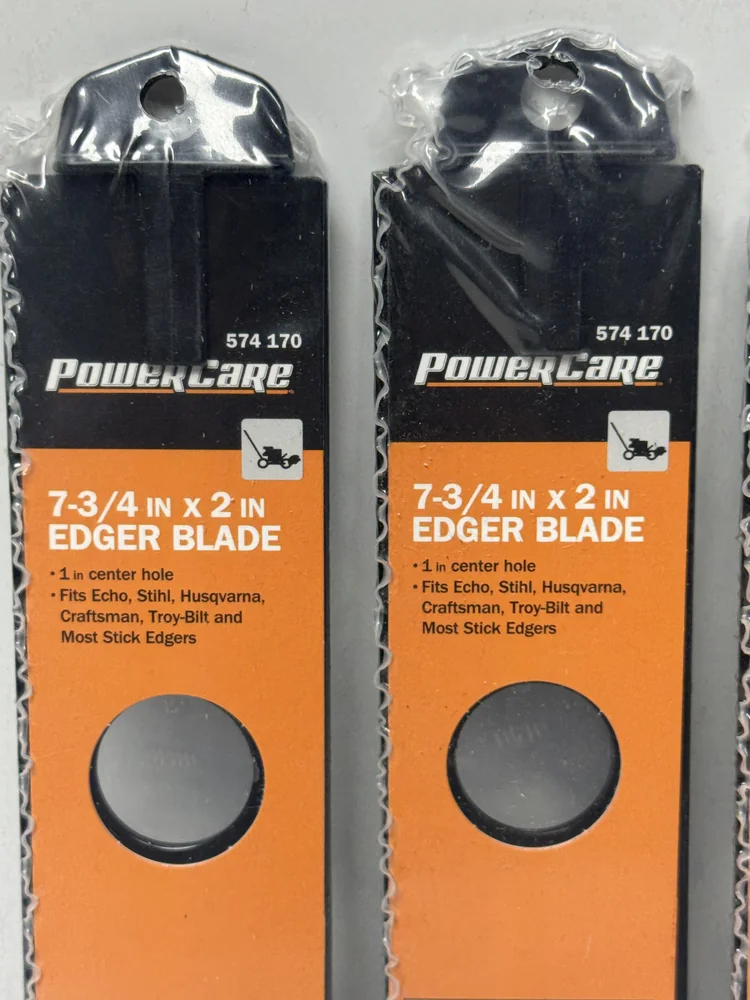 574 170
POWERCARE
7-3/4 IN X 2 IN
EDGER BLADE
• 1 in center hole
• Fits Echo, Stihl, Husqvarna,
Craftsman, Troy-Bilt and
Most Stick Edgers
574 170
POWERCARE
7-3/4 IN X 2 IN
EDGER BLADE
• 1 in center hole
• Fits Echo, Stihl, Husqvarna,
Craftsman, Troy-Bilt and
Most Stick Edgers